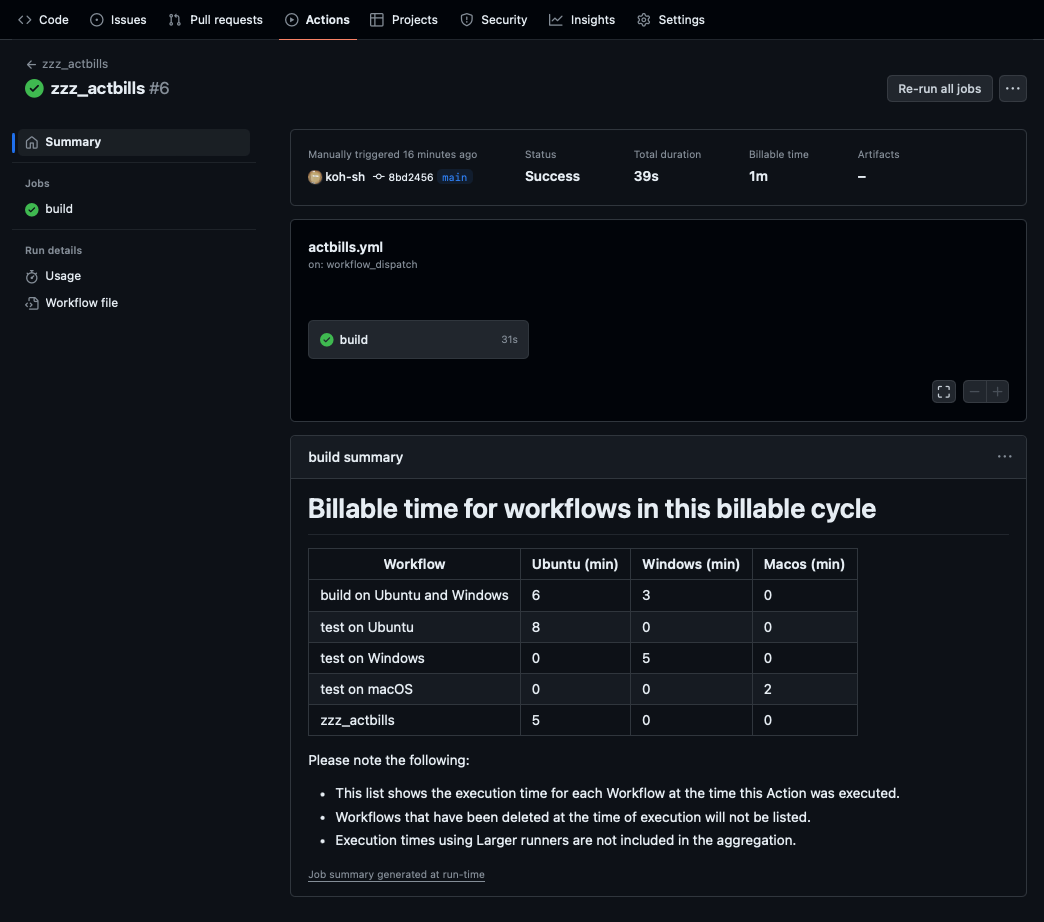 Code Issues Pull requests Actions Projects Security Insights Settings
zzz_actbills
zzz_actbills #6
Re-run all jobs
Summary
Jobs
build
Run details
Usage
Workflow file
Manually triggered 16 minutes ago Status Total duration Billable time Artifacts
koh-sh 8bd2456 main Success 39s 1m –
actbills.yml
on: workflow_dispatch
build 31s
build summary
Billable time for workflows in this billable cycle
Workflow Ubuntu (min) Windows (min) Macos (min)
build on Ubuntu and Windows 6 3 0
test on Ubuntu 8 0 0
test on Windows 0 5 0
test on macOS 0 0 2
zzz_actbills 5 0 0
Please note the following:
• This list shows the execution time for each Workflow at the time this Action was executed.
• Workflows that have been deleted at the time of execution will not be listed.
• Execution times using Larger runners are not included in the aggregation.
Job summary generated at run-time